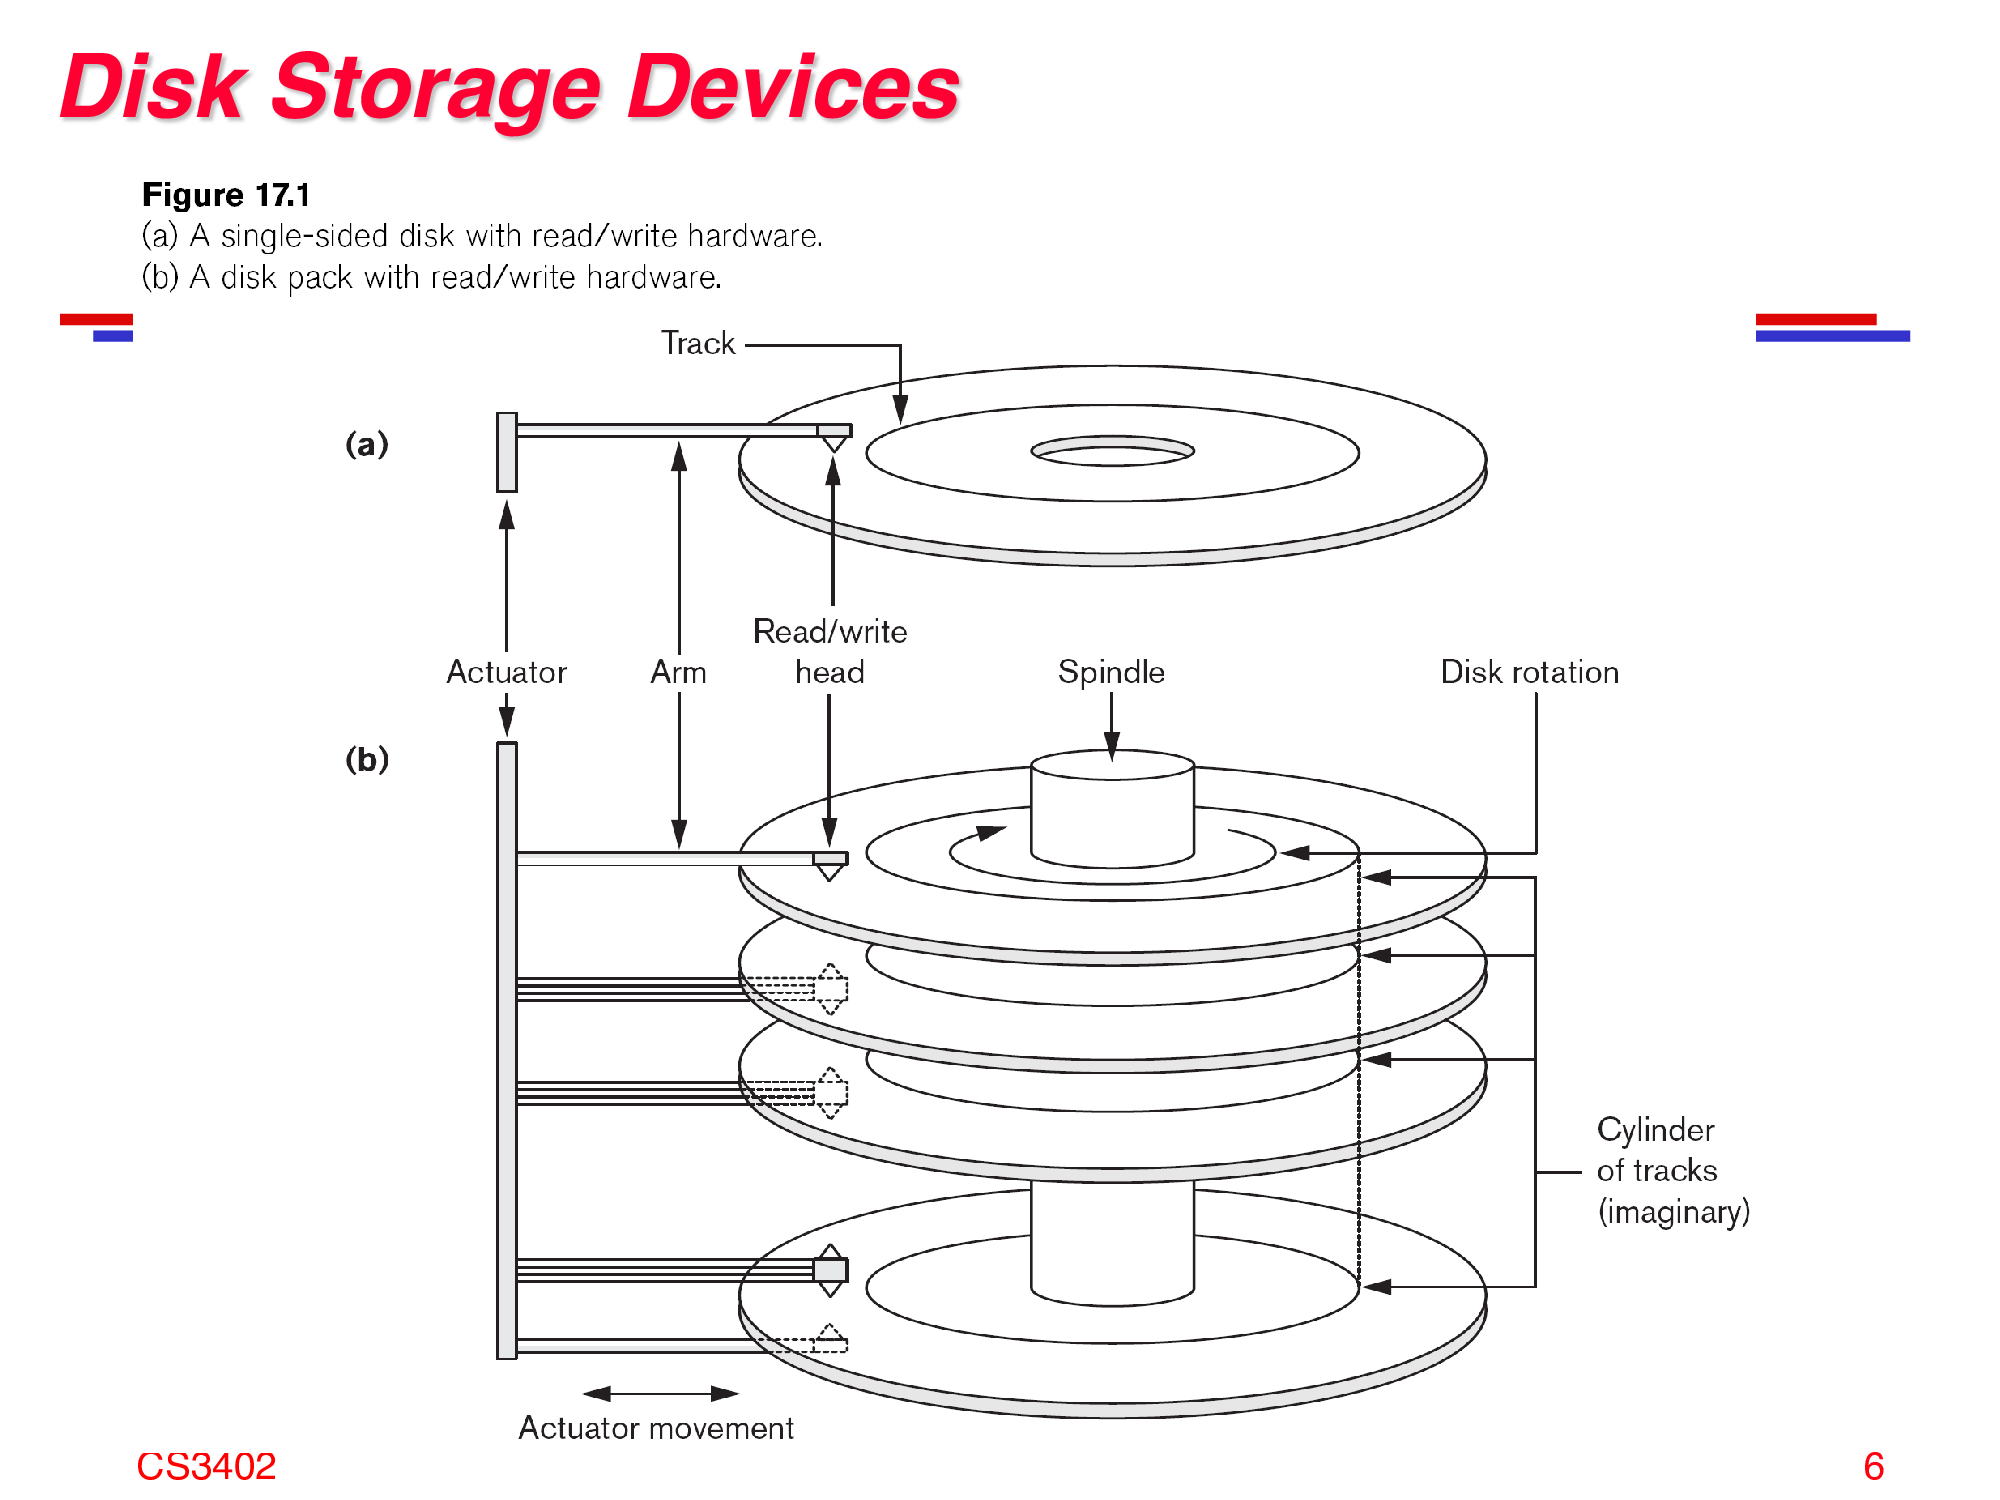 Disk Storage Devices
Figure 17.1
(a) A single-sided disk with read/write hardware.
(b) A disk pack with read/write hardware.
Track
(a)
Read/write
head
Actuator
Arm
Spindle
Disk rotation
(b)
Cylinder
of tracks
(imaginary)
Actuator movement
CS3402
6